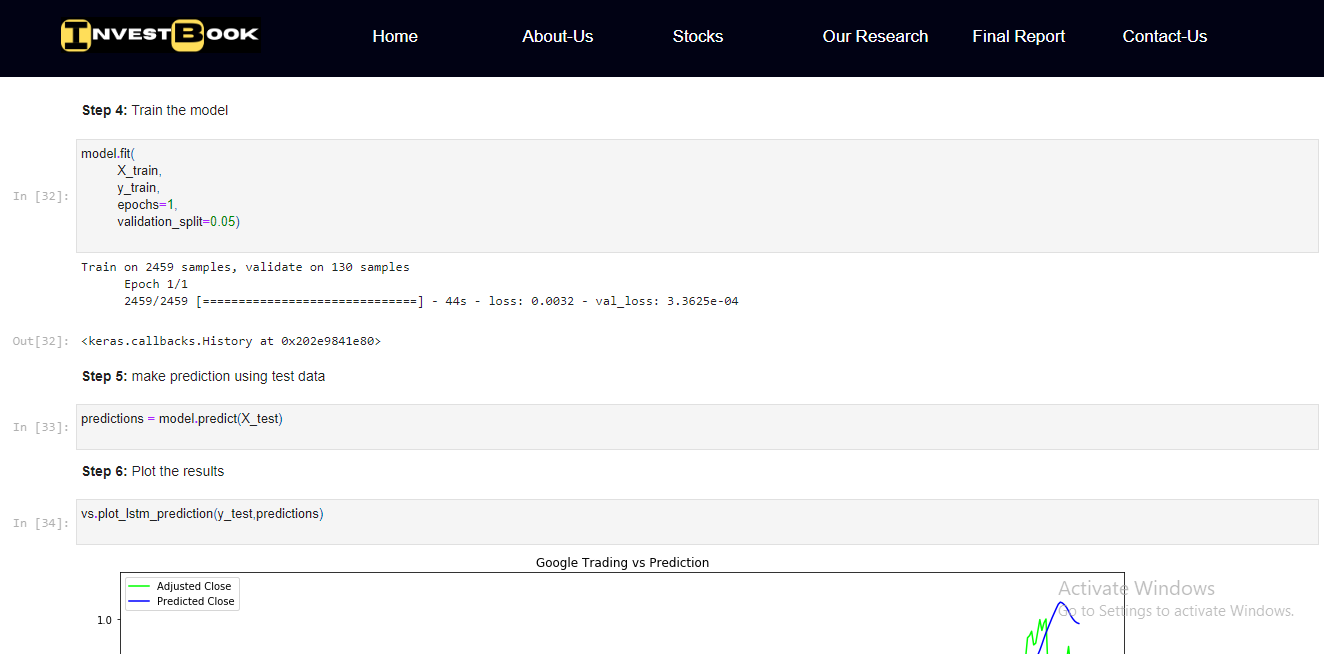 INVESTBOOK Home About-Us Stocks Our Research Final Report Contact-Us
Step 4: Train the model
In [32]:
model.fit(
X_train,
y_train,
epochs=1,
validation_split=0.05)
Train on 2459 samples, validate on 130 samples
Epoch 1/1
2459/2459 [==============================] - 44s - loss: 0.0032 - val_loss: 3.3625e-04
Out[32]: <keras.callbacks.History at 0x202e9841e80>
Step 5: make prediction using test data
In [33]: predictions = model.predict(X_test)
Step 6: Plot the results
In [34]: vs.plot_lstm_prediction(y_test,predictions)
Google Trading vs Prediction
Adjusted Close
Predicted Close
1.0
Activate Windows
Go to Settings to activate Windows.